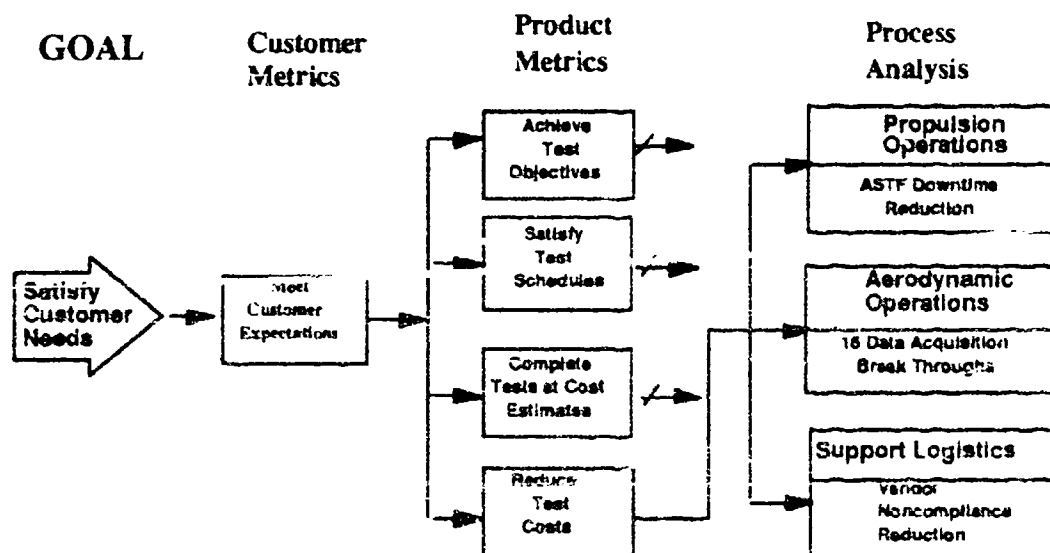 GOAL
Customer
Metrics
Product
Metrics
Process
Analysis
Satisfy
Customer
Needs
Meet
Customer
Expectations
Achieve
Test
Objectives
Satisfy
Test
Schedules
Complete
Tests at Cost
Estimates
Reduce
Test
Costs
Propulsion
Operations
ASTF Downtime
Reduction
Aerodynamic
Operations
16 Data Acquisition
Break Throughs
Support Logistics
Vendor
Noncompliance
Reduction